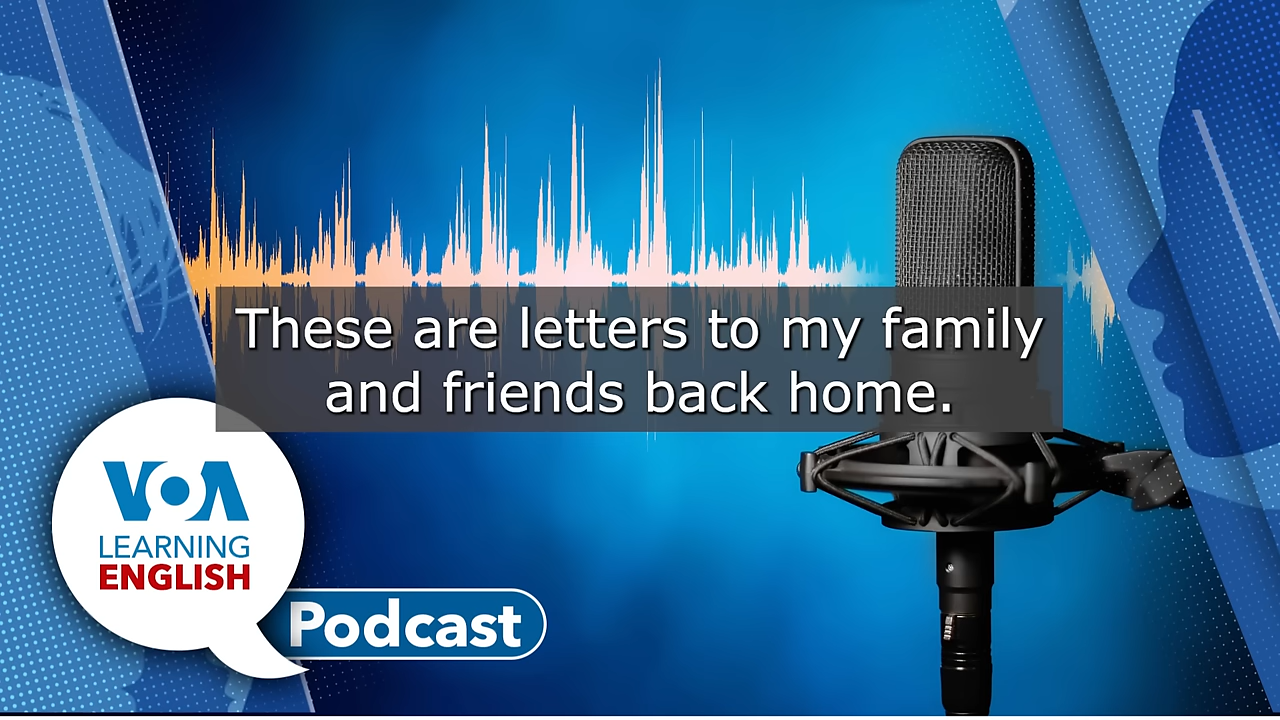 These are letters to my family
and friends back home.
VOA
LEARNING
ENGLISH
Podcast